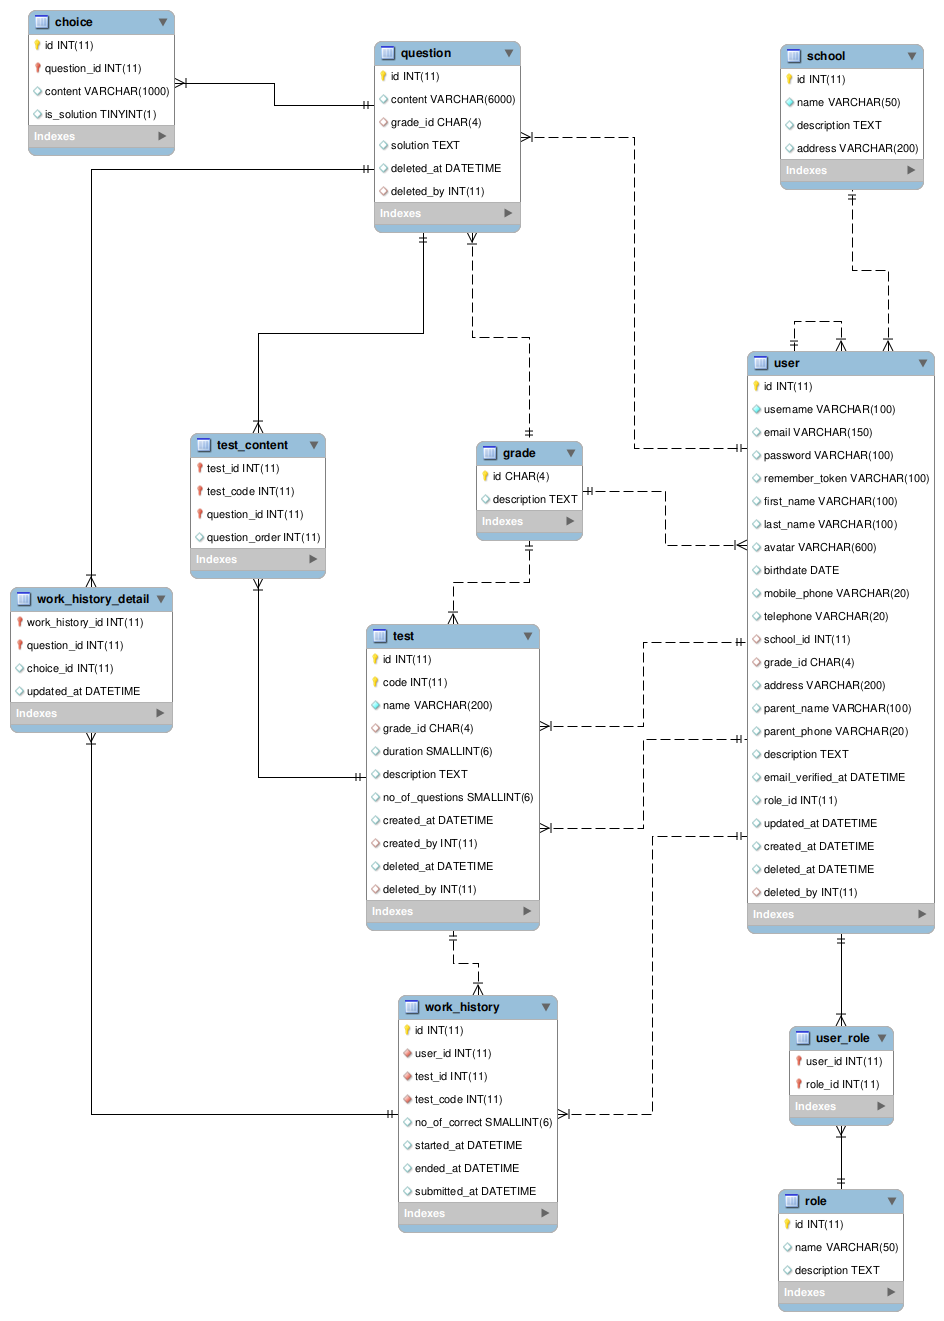 choice
id INT(11)
question_id INT(11)
content VARCHAR(1000)
is_solution TINYINT(1)
Indexes
question
id INT(11)
content VARCHAR(6000)
grade_id CHAR(4)
solution TEXT
deleted_at DATETIME
deleted_by INT(11)
Indexes
school
id INT(11)
name VARCHAR(50)
description TEXT
address VARCHAR(200)
Indexes
user
id INT(11)
username VARCHAR(100)
email VARCHAR(150)
password VARCHAR(100)
remember_token VARCHAR(100)
first_name VARCHAR(100)
last_name VARCHAR(100)
avatar VARCHAR(600)
birthdate DATE
mobile_phone VARCHAR(20)
telephone VARCHAR(20)
school_id INT(11)
grade_id CHAR(4)
address VARCHAR(200)
parent_name VARCHAR(100)
parent_phone VARCHAR(20)
description TEXT
email_verified_at DATETIME
role_id INT(11)
updated_at DATETIME
created_at DATETIME
deleted_at DATETIME
deleted_by INT(11)
Indexes
test_content
test_id INT(11)
test_code INT(11)
question_id INT(11)
question_order INT(11)
Indexes
grade
id CHAR(4)
description TEXT
Indexes
work_history_detail
work_history_id INT(11)
question_id INT(11)
choice_id INT(11)
updated_at DATETIME
Indexes
test
id INT(11)
code INT(11)
name VARCHAR(200)
grade_id CHAR(4)
duration SMALLINT(6)
description TEXT
no_of_questions SMALLINT(6)
created_at DATETIME
created_by INT(11)
deleted_at DATETIME
deleted_by INT(11)
Indexes
work_history
id INT(11)
user_id INT(11)
test_id INT(11)
test_code INT(11)
no_of_correct SMALLINT(6)
started_at DATETIME
ended_at DATETIME
submitted_at DATETIME
Indexes
user_role
user_id INT(11)
role_id INT(11)
Indexes
role
id INT(11)
name VARCHAR(50)
description TEXT
Indexes